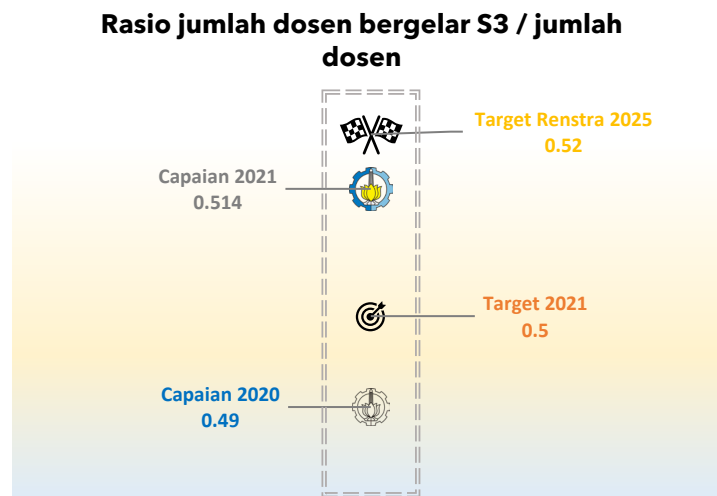 Rasio jumlah dosen bergelar S3 / jumlah
dosen
Target Renstra 2025
0.52
Capaian 2021
0.514
Target 2021
0.5
Capaian 2020
0.49